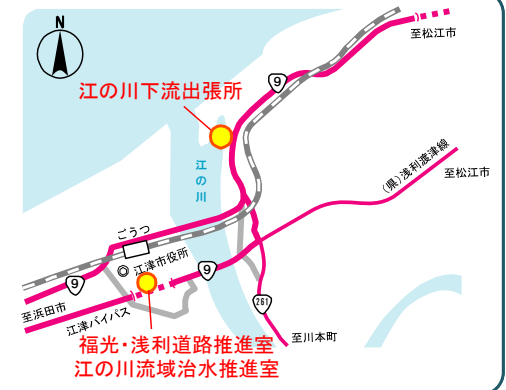 N
至松江市
9
江の川下流出張所
江の川
(県)浅利渡津線
至松江市
ごうつ
江津市役所
9
9
至浜田市
江津バイパス
261
至川本町
福光・浅利道路推進室
江の川流域治水推進室